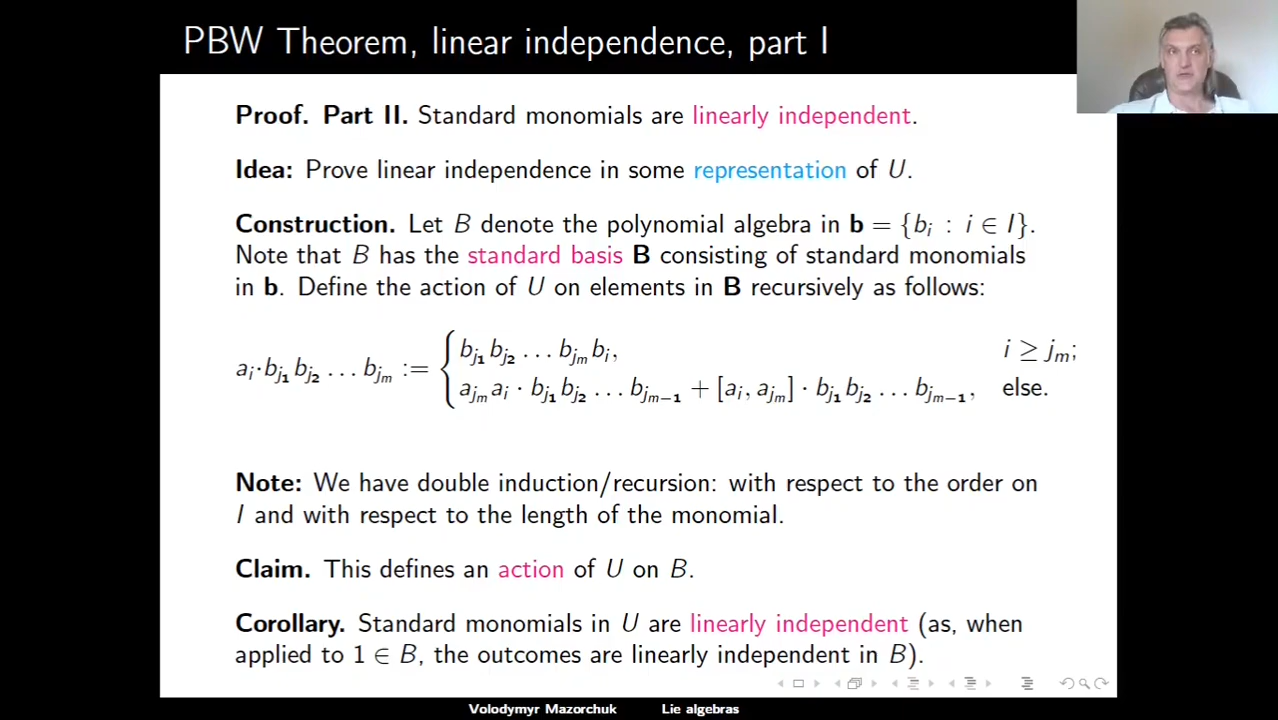 PBW Theorem, linear independence, part I
Proof. Part II. Standard monomials are linearly independent.
Idea: Prove linear independence in some representation of U.
Construction. Let B denote the polynomial algebra in b = {b_i : i ∈ I}.
Note that B has the standard basis B consisting of standard monomials
in b. Define the action of U on elements in B recursively as follows:
a_i·b_{j_1} b_{j_2} … b_{j_m} := { b_{j_1} b_{j_2} … b_{j_m} b_i, i ≥ j_m;
a_{j_m} a_i · b_{j_1} b_{j_2} … b_{j_{m−1}} + [a_i, a_{j_m}] · b_{j_1} b_{j_2} … b_{j_{m−1}}, else.
Note: We have double induction/recursion: with respect to the order on
I and with respect to the length of the monomial.
Claim. This defines an action of U on B.
Corollary. Standard monomials in U are linearly independent (as, when
applied to 1 ∈ B, the outcomes are linearly independent in B).
Volodymyr Mazorchuk Lie algebras